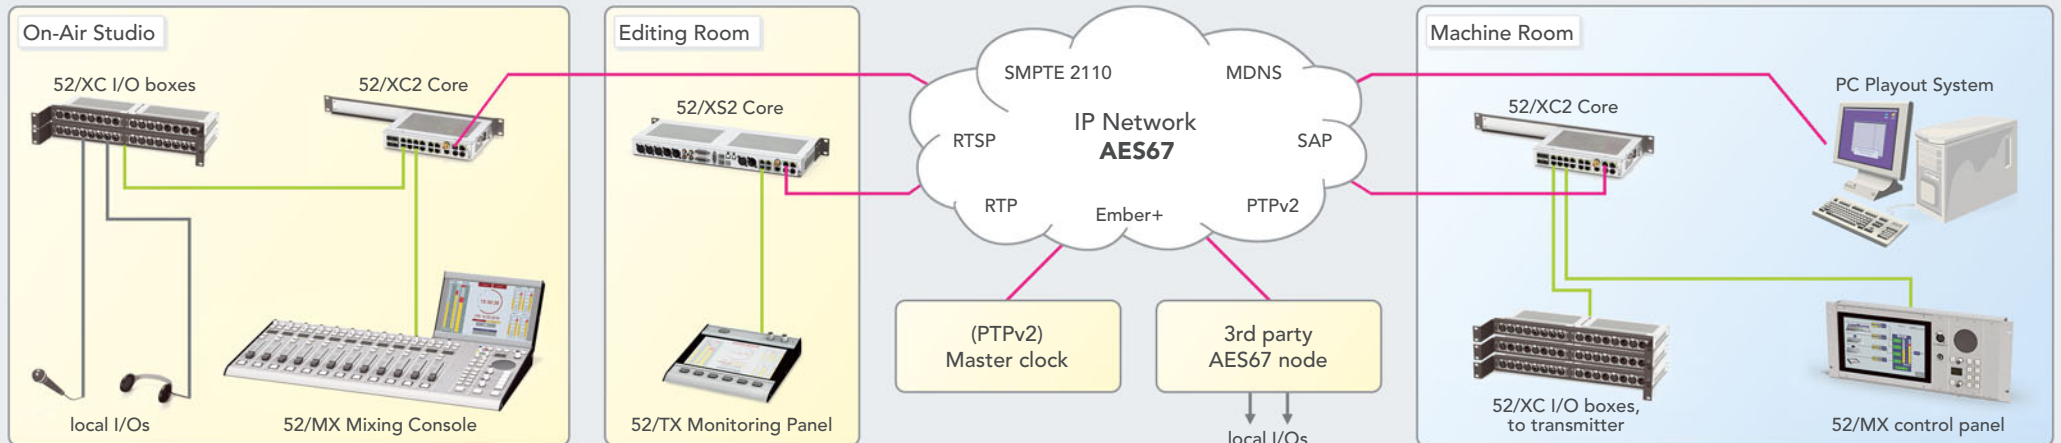 On-Air Studio
52/XC I/O boxes
52/XC2 Core
local I/Os
52/MX Mixing Console
Editing Room
52/XS2 Core
52/TX Monitoring Panel
SMPTE 2110
MDNS
IP Network
AES67
RTSP
SAP
RTP
Ember+
PTPv2
(PTPv2)
Master clock
3rd party
AES67 node
local I/Os
Machine Room
52/XC2 Core
PC Playout System
52/XC I/O boxes,
to transmitter
52/MX control panel